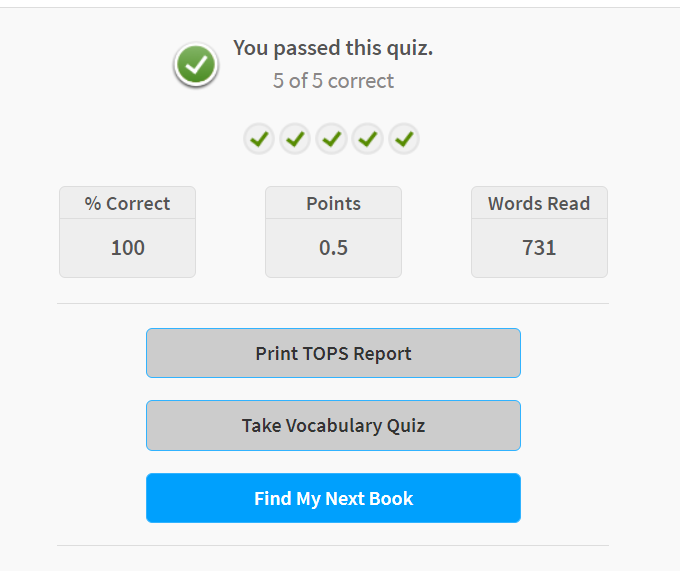 You passed this quiz.
5 of 5 correct
% Correct
Points
Words Read
100
0.5
731
Print TOPS Report
Take Vocabulary Quiz
Find My Next Book